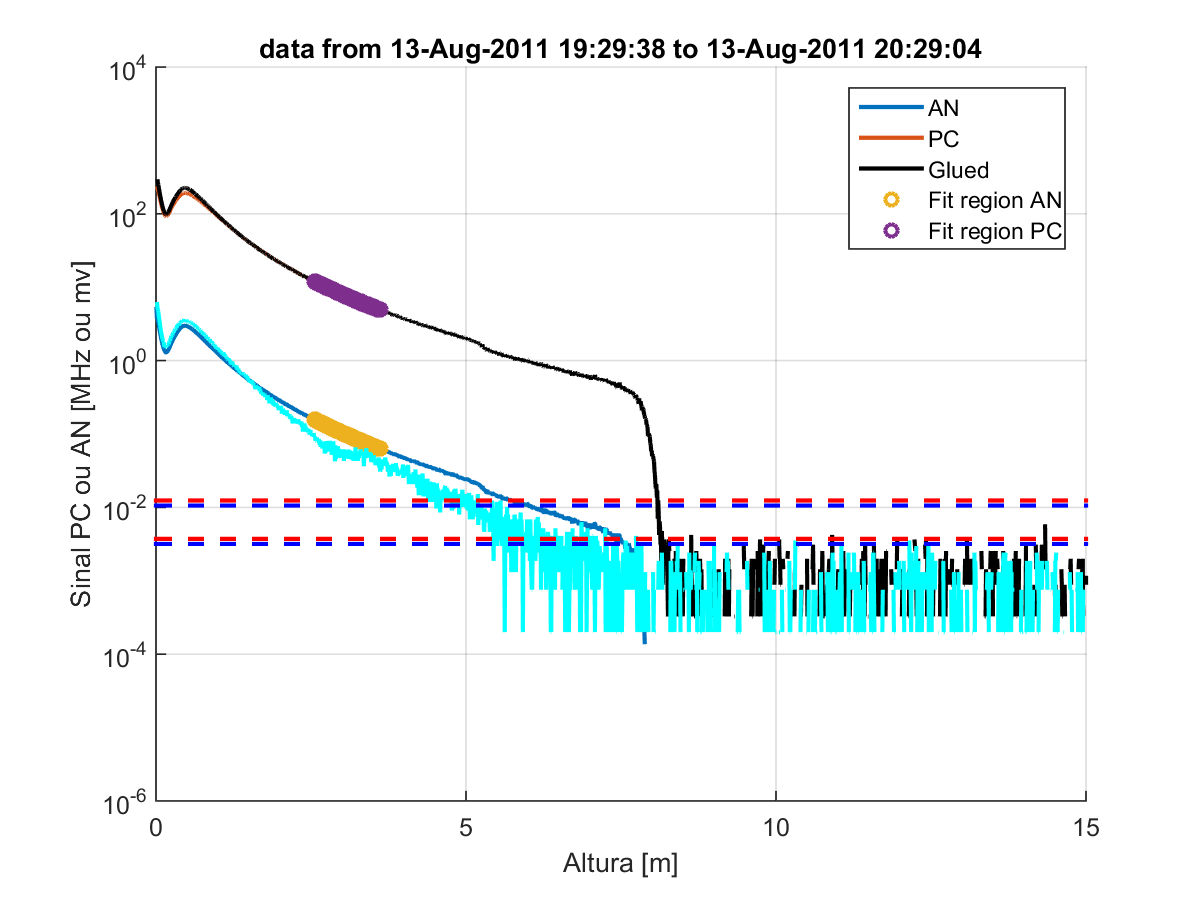 data from 13-Aug-2011 19:29:38 to 13-Aug-2011 20:29:04
Sinal PC ou AN [MHz ou mv]
10^4
10^2
10^0
10^-2
10^-4
10^-6
AN
PC
Glued
Fit region AN
Fit region PC
0
5
10
15
Altura [m]